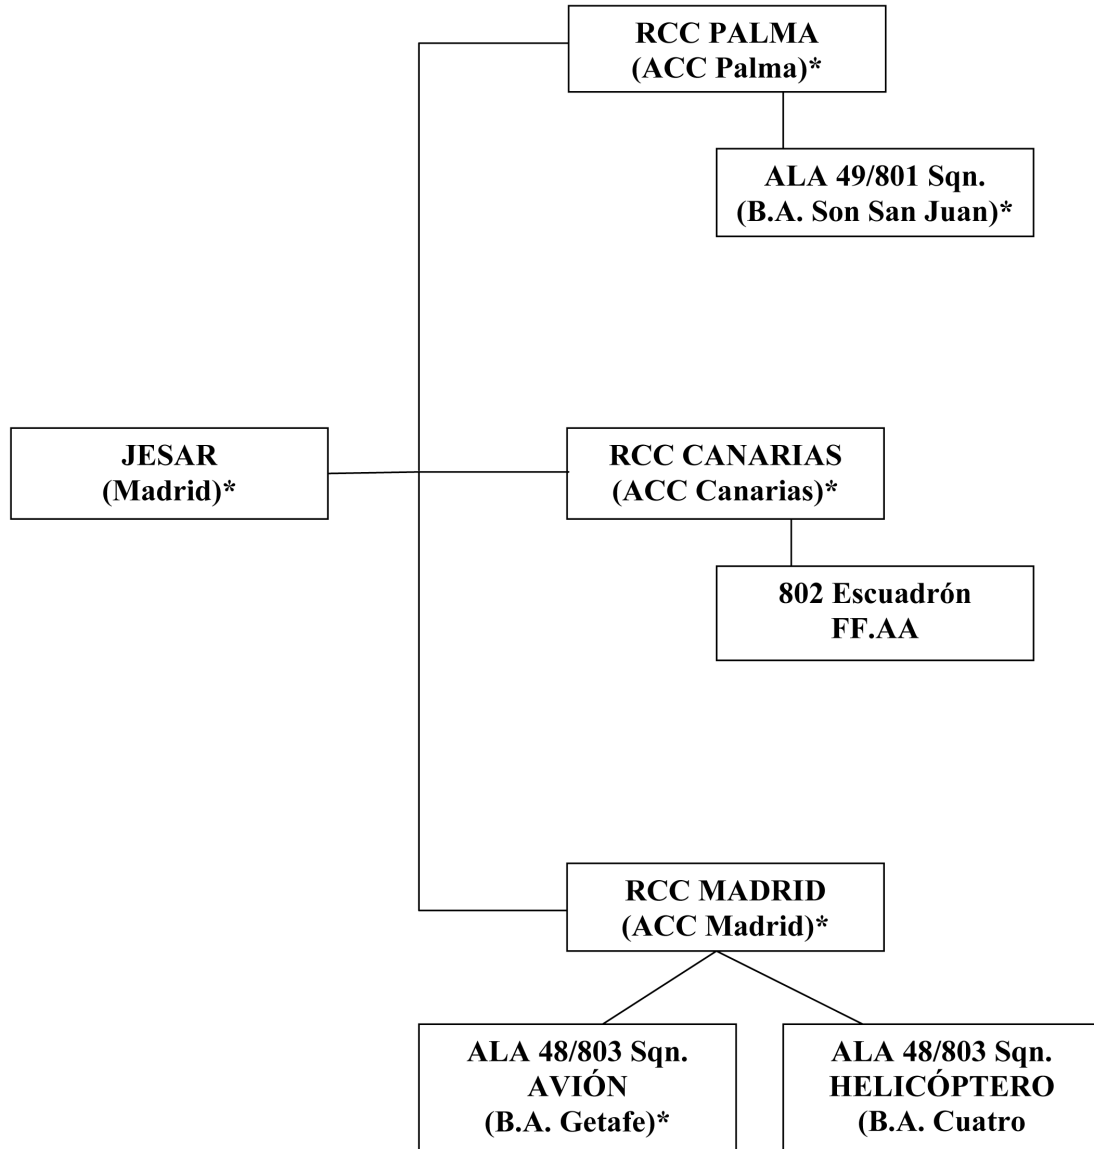 RCC PALMA
(ACC Palma)*
ALA 49/801 Sqn.
(B.A. Son San Juan)*
JESAR
(Madrid)*
RCC CANARIAS
(ACC Canarias)*
802 Escuadrón
FF.AA
RCC MADRID
(ACC Madrid)*
ALA 48/803 Sqn.
AVIÓN
(B.A. Getafe)*
ALA 48/803 Sqn.
HELICÓPTERO
(B.A. Cuatro